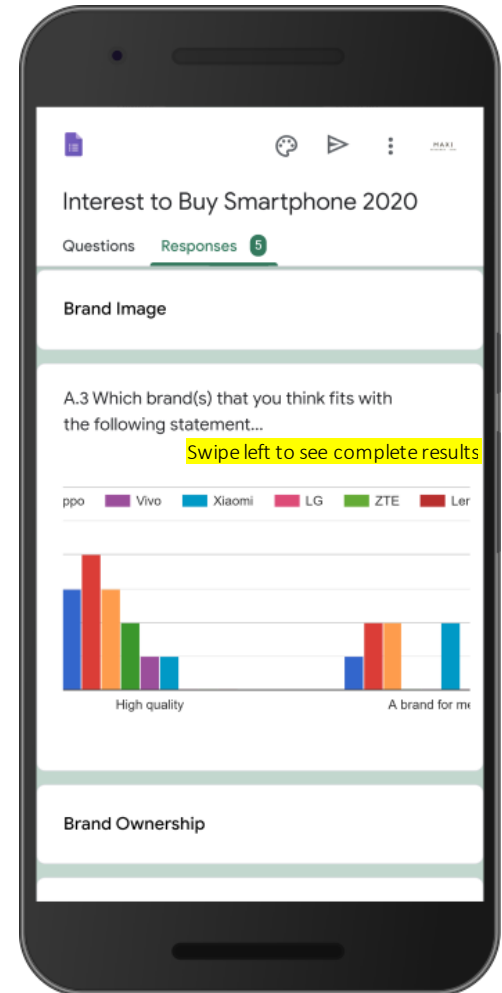 MAXI
Interest to Buy Smartphone 2020
Questions Responses 5
Brand Image
A.3 Which brand(s) that you think fits with
the following statement...
Swipe left to see complete results
ppo Vivo Xiaomi LG ZTE Ler
High quality A brand for me
Brand Ownership